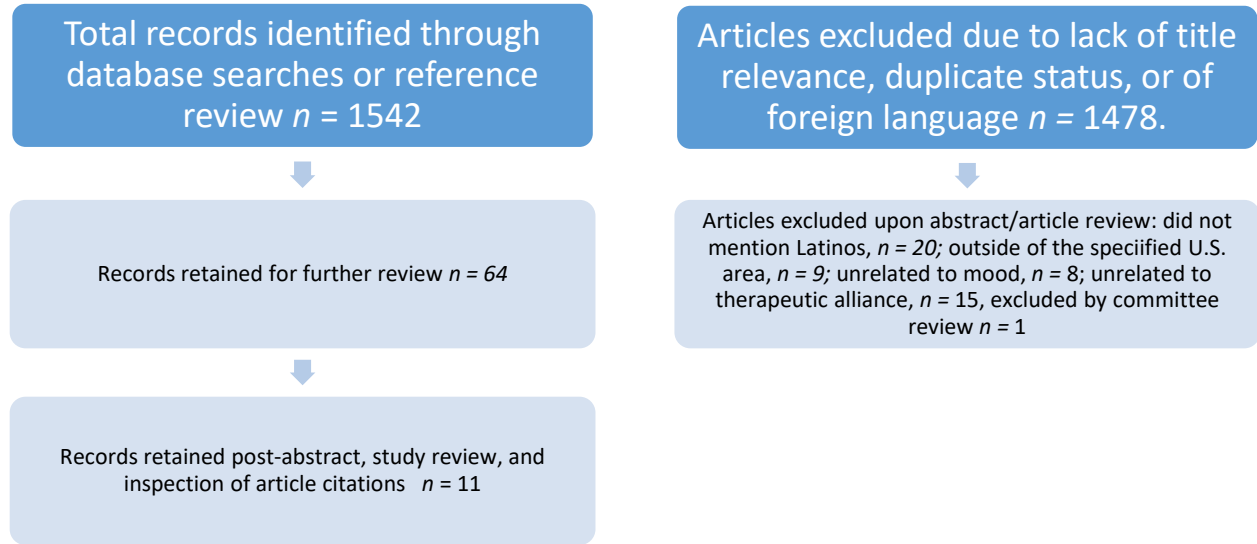 Total records identified through
database searches or reference
review n = 1542
Records retained for further review n = 64
Records retained post-abstract, study review, and
inspection of article citations n = 11
Articles excluded due to lack of title
relevance, duplicate status, or of
foreign language n = 1478.
Articles excluded upon abstract/article review: did not
mention Latinos, n = 20; outside of the speciified U.S.
area, n = 9; unrelated to mood, n = 8; unrelated to
therapeutic alliance, n = 15, excluded by committee
review n = 1